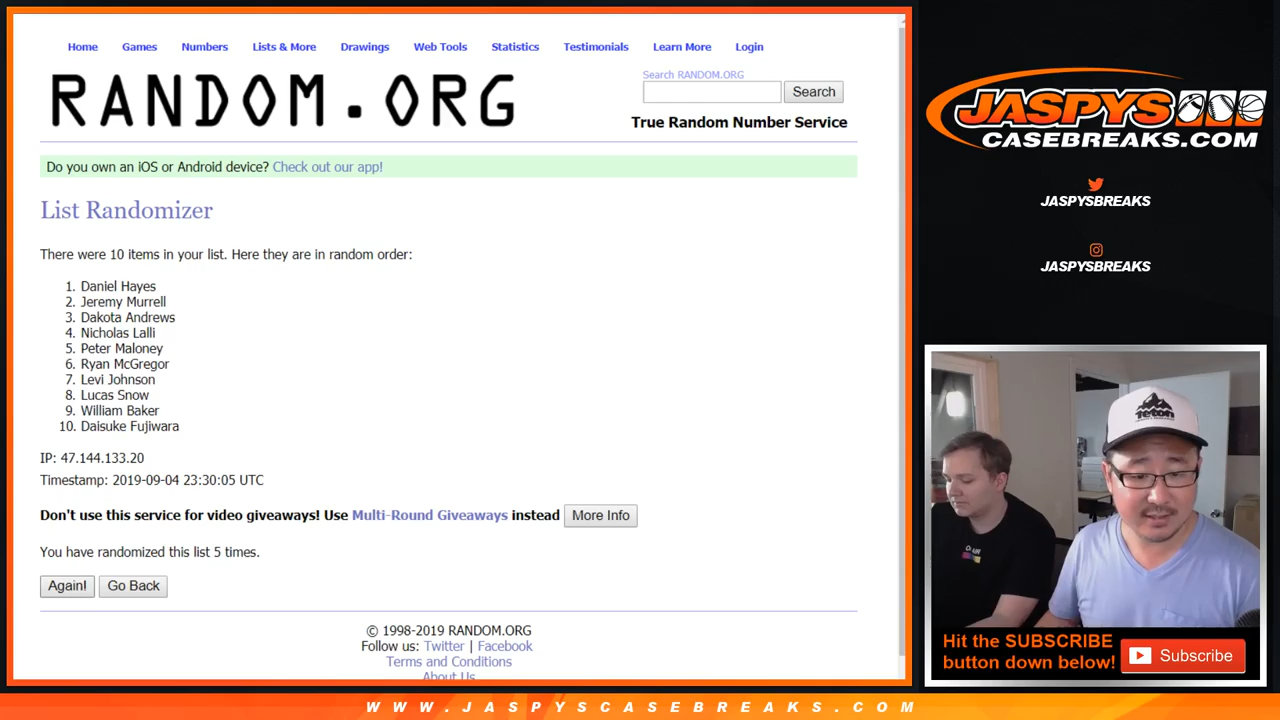 Home Games Numbers Lists & More Drawings Web Tools Statistics Testimonials Learn More Login
RANDOM.ORG
Search RANDOM.ORG
Search
True Random Number Service
Do you own an iOS or Android device? Check out our app!
List Randomizer
There were 10 items in your list. Here they are in random order:
1. Daniel Hayes
2. Jeremy Murrell
3. Dakota Andrews
4. Nicholas Lalli
5. Peter Maloney
6. Ryan McGregor
7. Levi Johnson
8. Lucas Snow
9. William Baker
10. Daisuke Fujiwara
IP: 47.144.133.20
Timestamp: 2019-09-04 23:30:05 UTC
Don't use this service for video giveaways! Use Multi-Round Giveaways instead More Info
You have randomized this list 5 times.
Again! Go Back
© 1998-2019 RANDOM.ORG
Follow us: Twitter | Facebook
Terms and Conditions
About Us
JASPYS
CASEBREAKS.COM
JASPYSBREAKS
JASPYSBREAKS
Teton
Hit the SUBSCRIBE
button down below!
Subscribe
WWW.JASPYSCASEBREAKS.COM